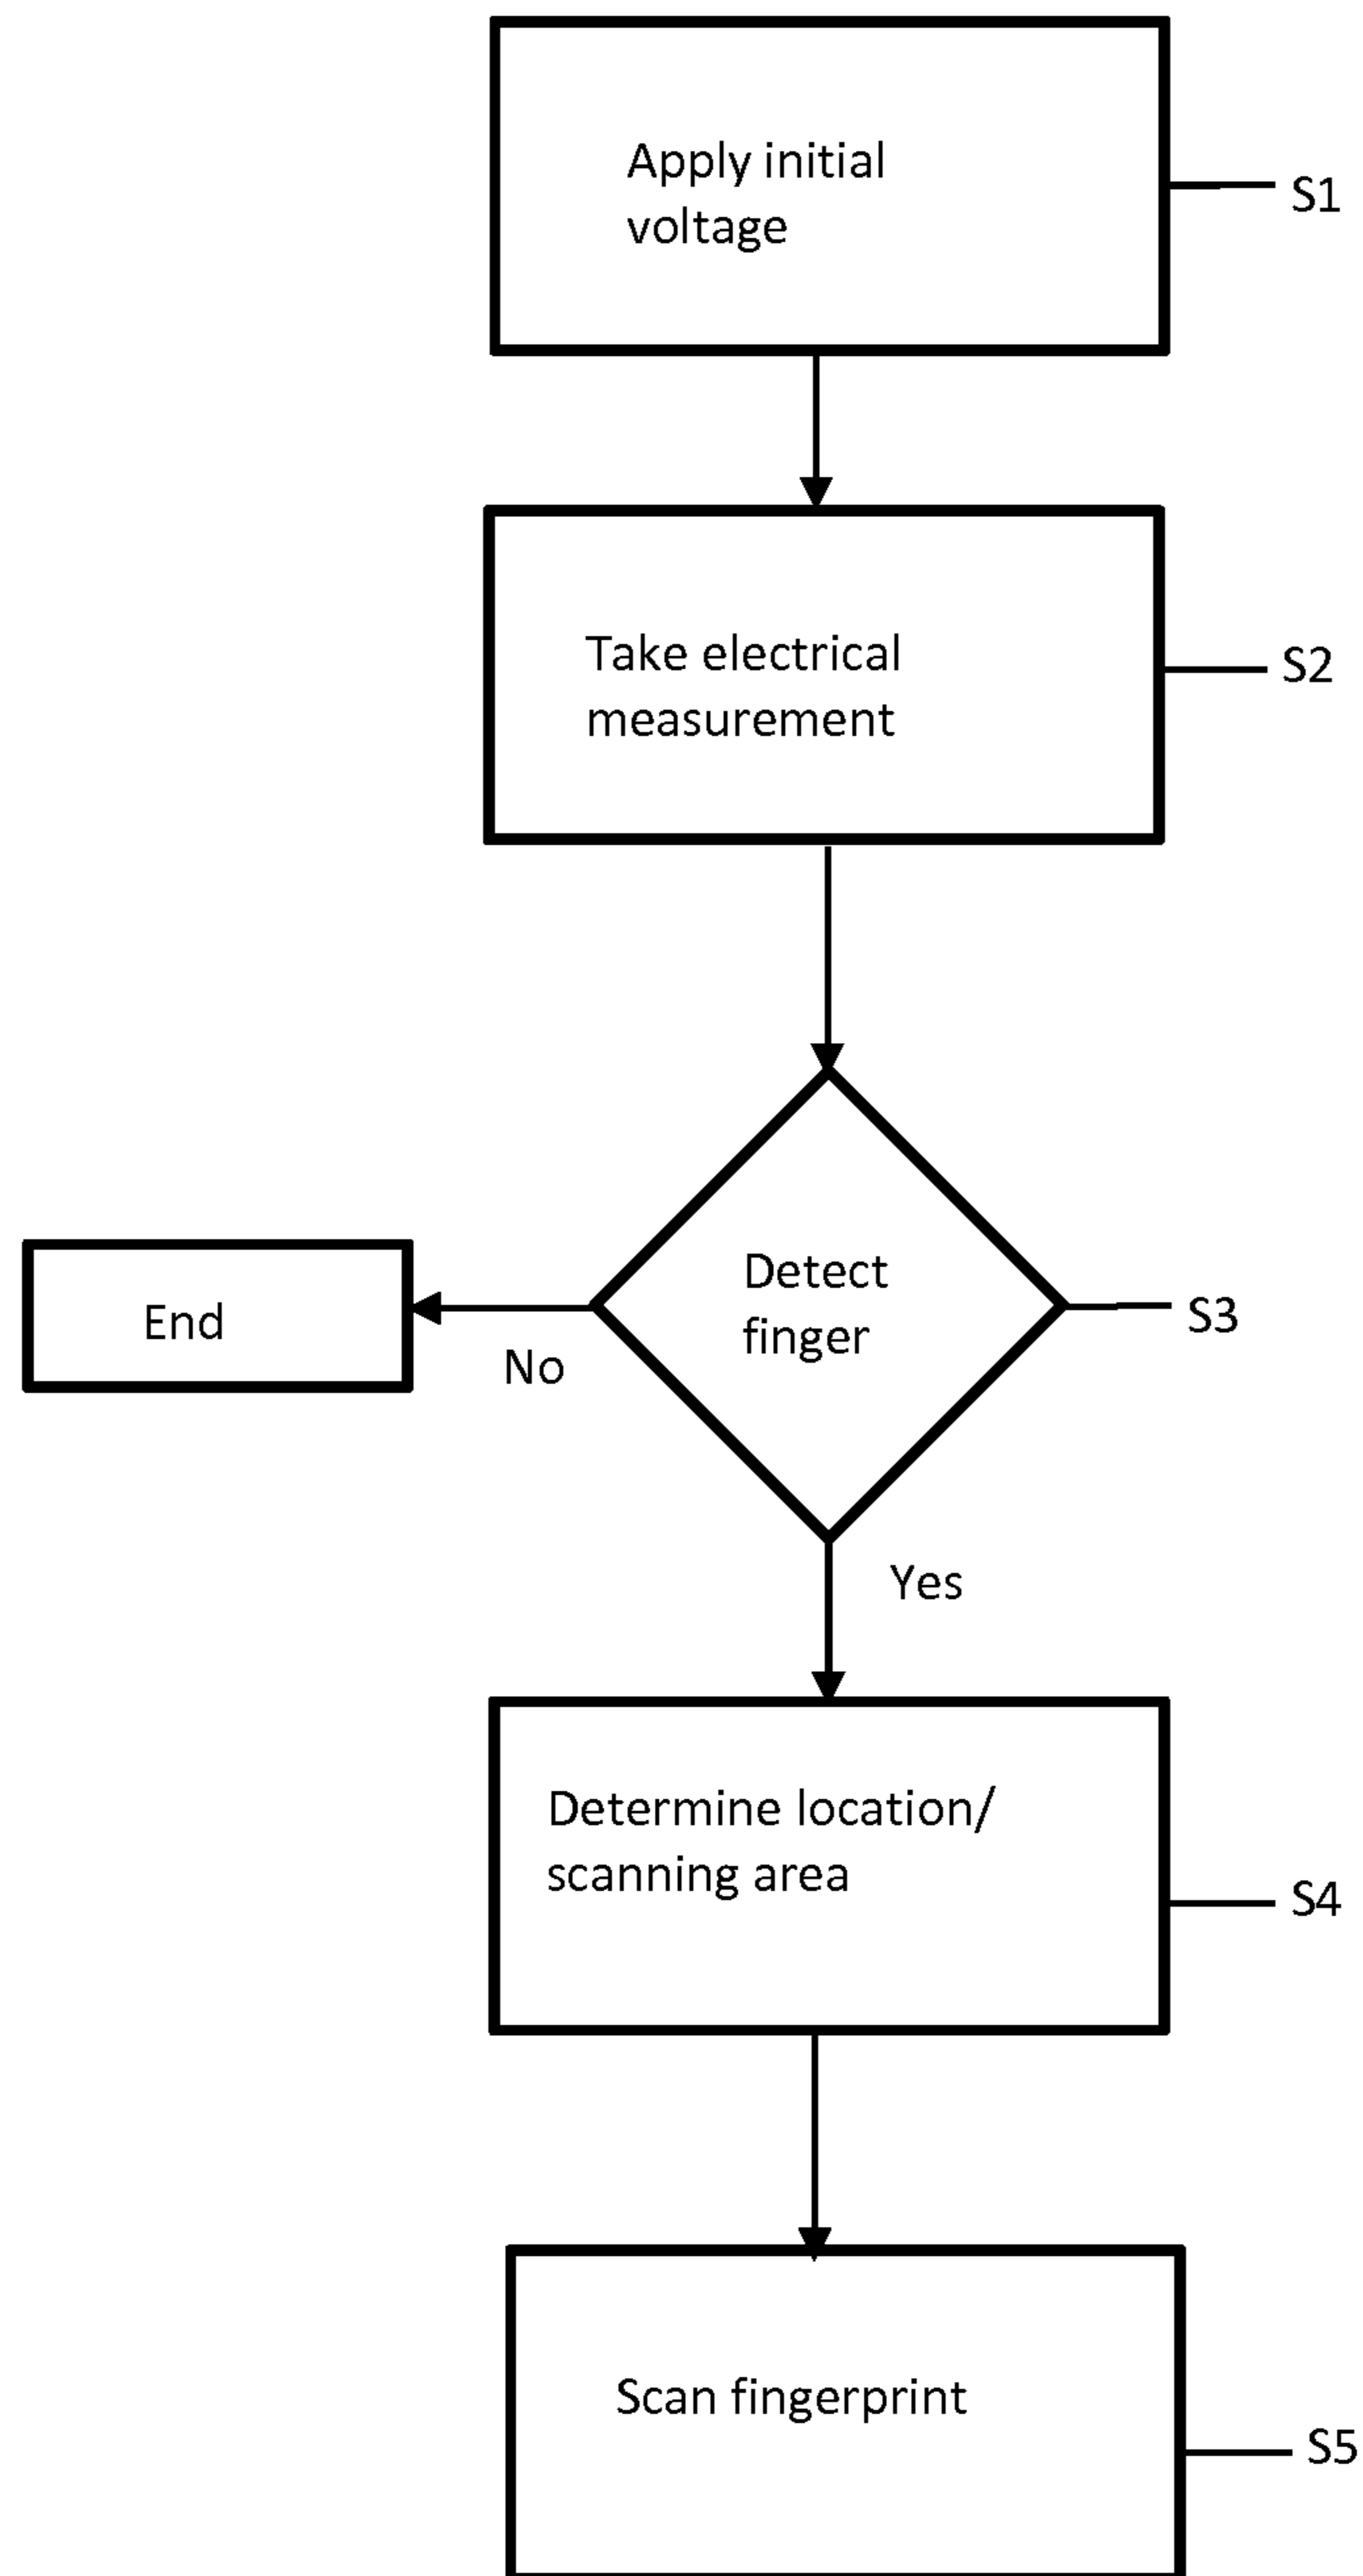 Apply initial
voltage
S1
Take electrical
measurement
S2
Detect
finger
S3
End
No
Yes
Determine location/
scanning area
S4
Scan fingerprint
S5